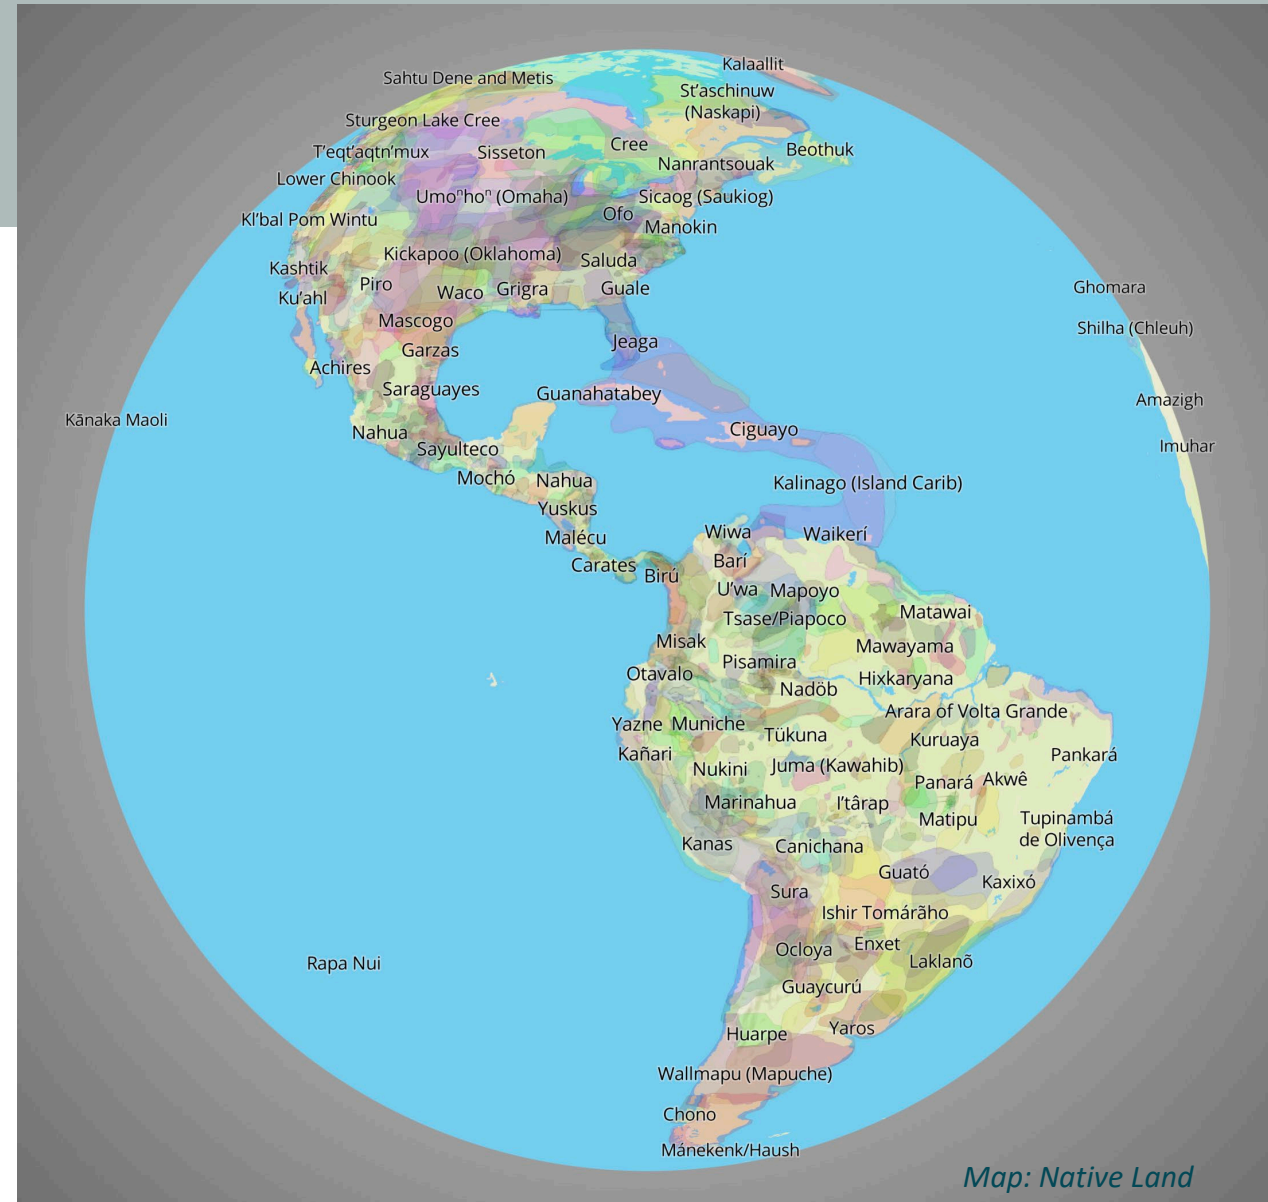 Kalaallit
Sahtu Dene and Metis
St'aschinuw
(Naskapi)
Sturgeon Lake Cree
Cree
Beothuk
T'eqt'aqtn'mux
Sisseton
Nanrantsouak
Lower Chinook
Umoⁿhoⁿ (Omaha)
Sicaog (Saukiog)
Ofo
Kl'bal Pom Wintu
Manokin
Kickapoo (Oklahoma)
Saluda
Kashtik
Piro
Ku'ahl
Waco
Grigra
Guale
Ghomara
Mascogo
Shilha (Chleuh)
Garzas
Jeaga
Achires
Saraguayes
Guanahatabey
Amazigh
Kānaka Maoli
Nahua
Ciguayo
Sayulteco
Imuhar
Mochó
Nahua
Kalinago (Island Carib)
Yuskus
Malécu
Wiwa
Waikerí
Carates
Birú
Barí
U'wa
Mapoyo
Tsase/Piapoco
Matawai
Misak
Mawayama
Pisamira
Otavalo
Nadöb
Hixkaryana
Arara of Volta Grande
Yazne
Muniche
Tükuna
Kuruaya
Kañari
Pankará
Nukini
Juma (Kawahib)
Panará
Akwê
Marinahua
I'târap
Matipu
Tupinambá
de Olivença
Kanas
Canichana
Guató
Kaxixó
Sura
Ishir Tomárãho
Ocloya
Enxet
Laklanõ
Rapa Nui
Guaycurú
Huarpe
Yaros
Wallmapu (Mapuche)
Chono
Mánekenk/Haush
Map: Native Land